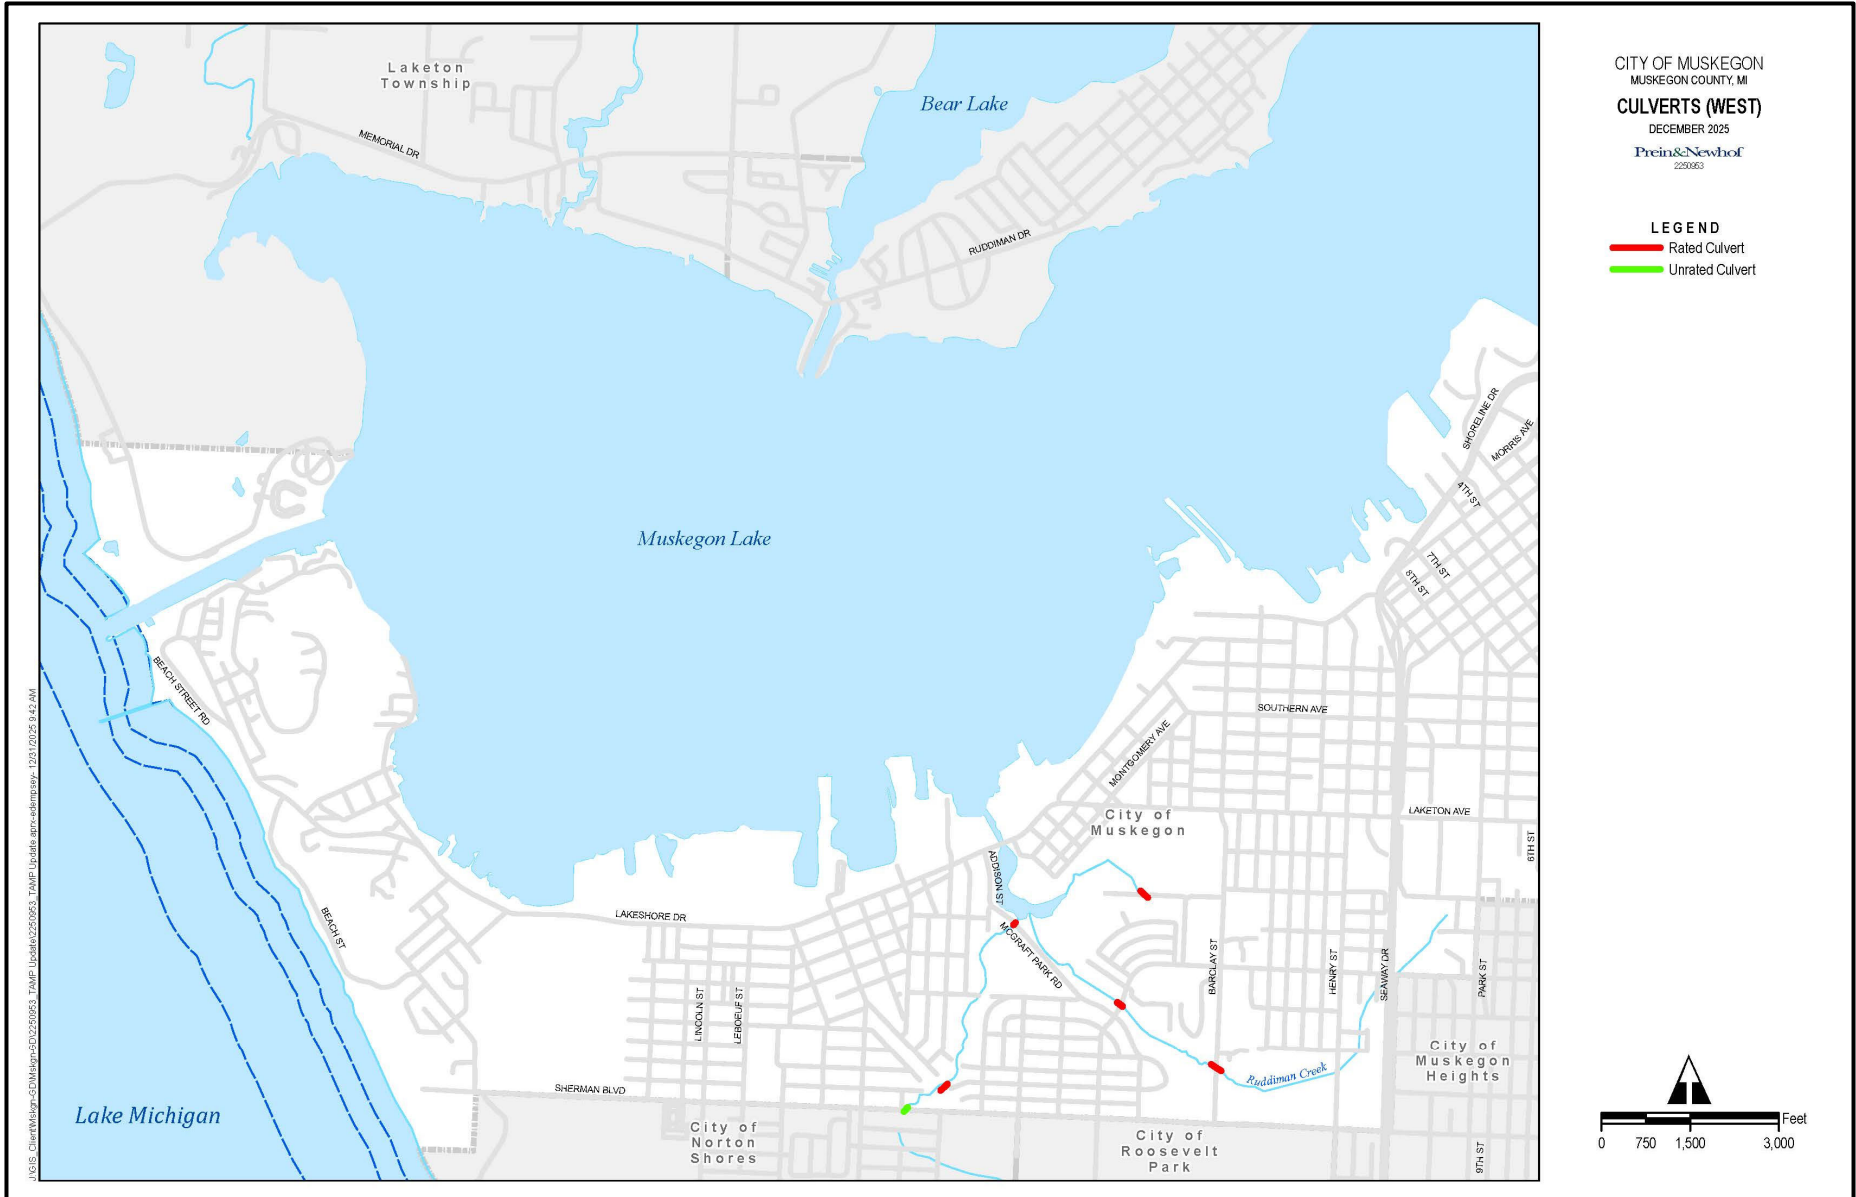 CITY OF MUSKEGON
MUSKEGON COUNTY, MI
CULVERTS (WEST)
DECEMBER 2025
Prein&Newhof
2250953
LEGEND
Rated Culvert
Unrated Culvert
Laketon
Township
Bear Lake
MEMORIAL DR
RUDDIMAN DR
SHORELINE DR
MORRIS AVE
4TH ST
7TH ST
8TH ST
Muskegon Lake
BEACH STREET RD
SOUTHERN AVE
MONTGOMERY AVE
LAKETON AVE
City of
Muskegon
6TH ST
ADDISON ST
LAKESHORE DR
BEACH ST
MCGRAFT PARK RD
BARCLAY ST
HENRY ST
SEAWAY DR
PARK ST
LINCOLN ST
LEBOEUF ST
City of
Muskegon
Heights
Ruddiman Creek
SHERMAN BLVD
Lake Michigan
City of
Norton
Shores
City of
Roosevelt
Park
9TH ST
Feet
0 750 1,500 3,000